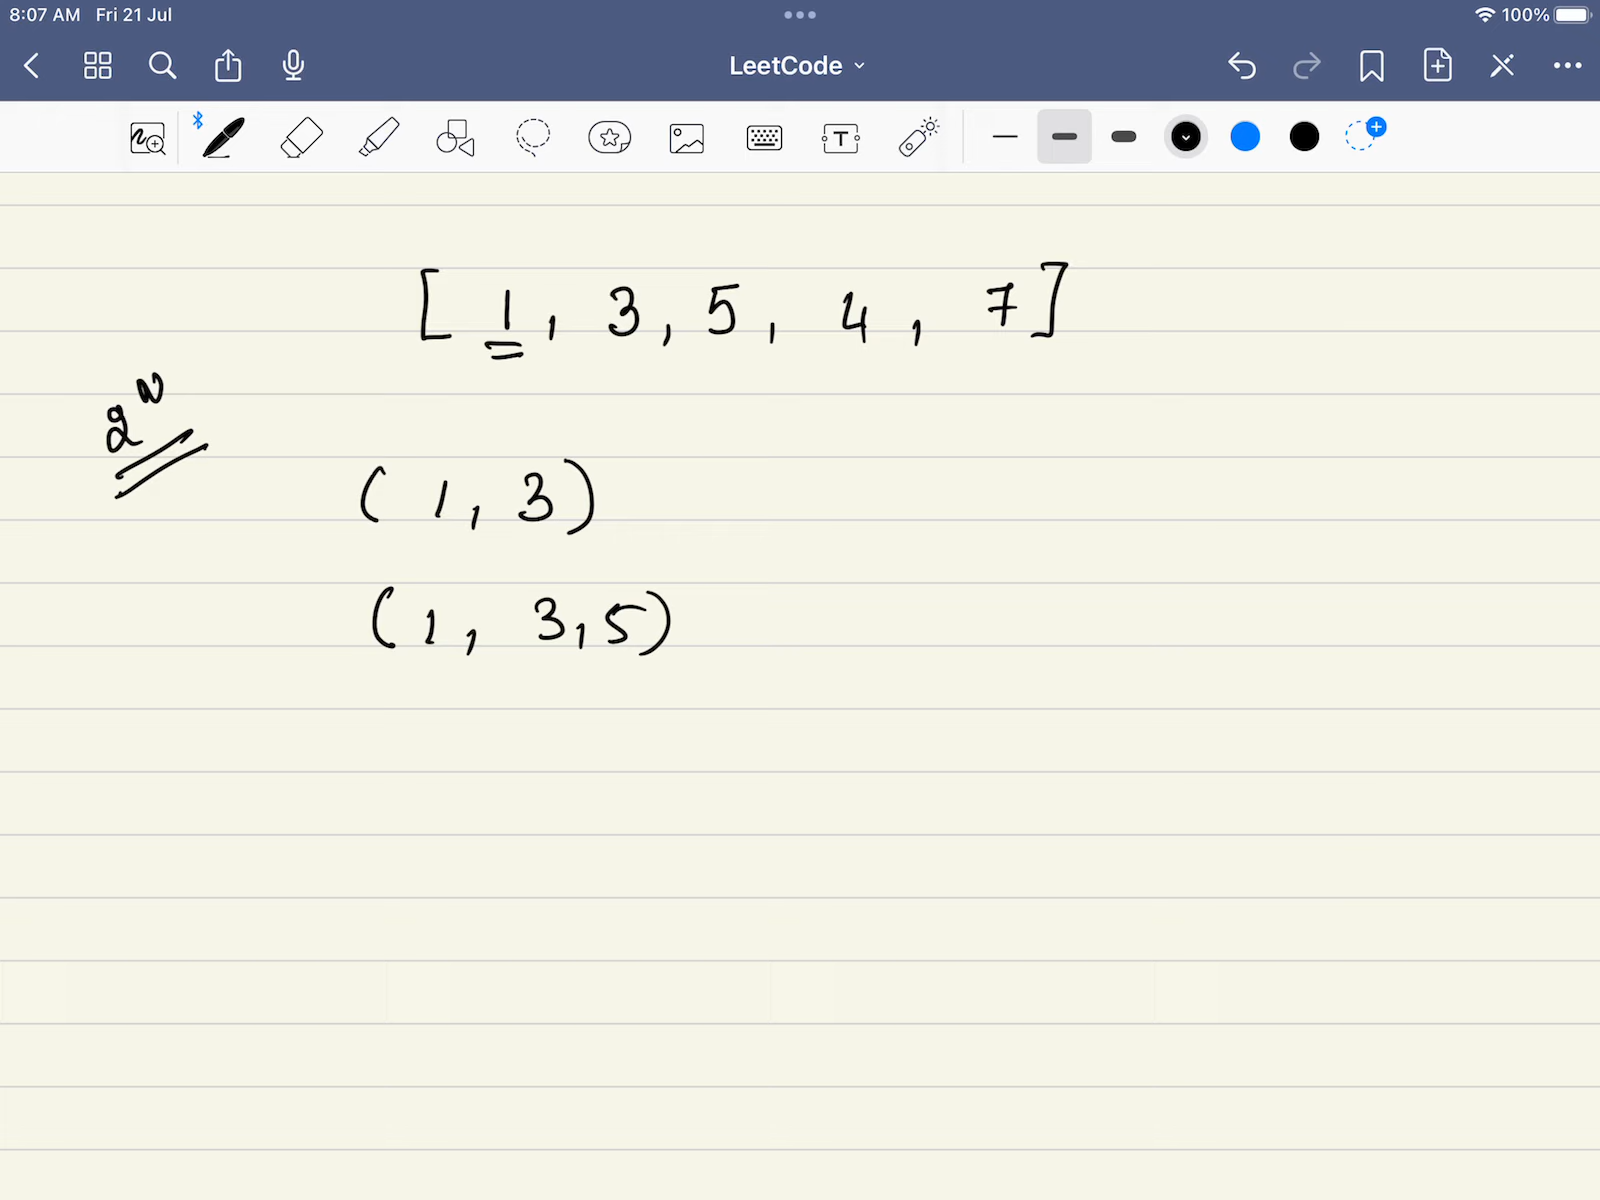 8:07 AM Fri 21 Jul
100%
LeetCode
T
[ 1, 3, 5, 4, 7 ]
2^N
( 1, 3 )
( 1, 3, 5 )